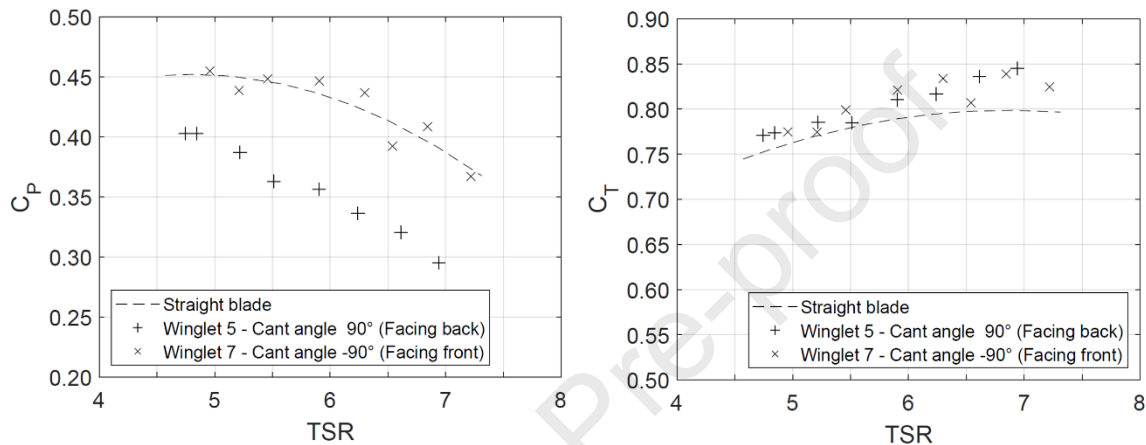 0.50
0.45
0.40
0.35
0.30
0.25
0.20
C_P
4 5 6 7 8
TSR
Straight blade
Winglet 5 - Cant angle 90° (Facing back)
Winglet 7 - Cant angle -90° (Facing front)
0.90
0.85
0.80
0.75
0.70
0.65
0.60
0.55
0.50
C_T
4 5 6 7 8
TSR
Straight blade
Winglet 5 - Cant angle 90° (Facing back)
Winglet 7 - Cant angle -90° (Facing front)
Pre-proof